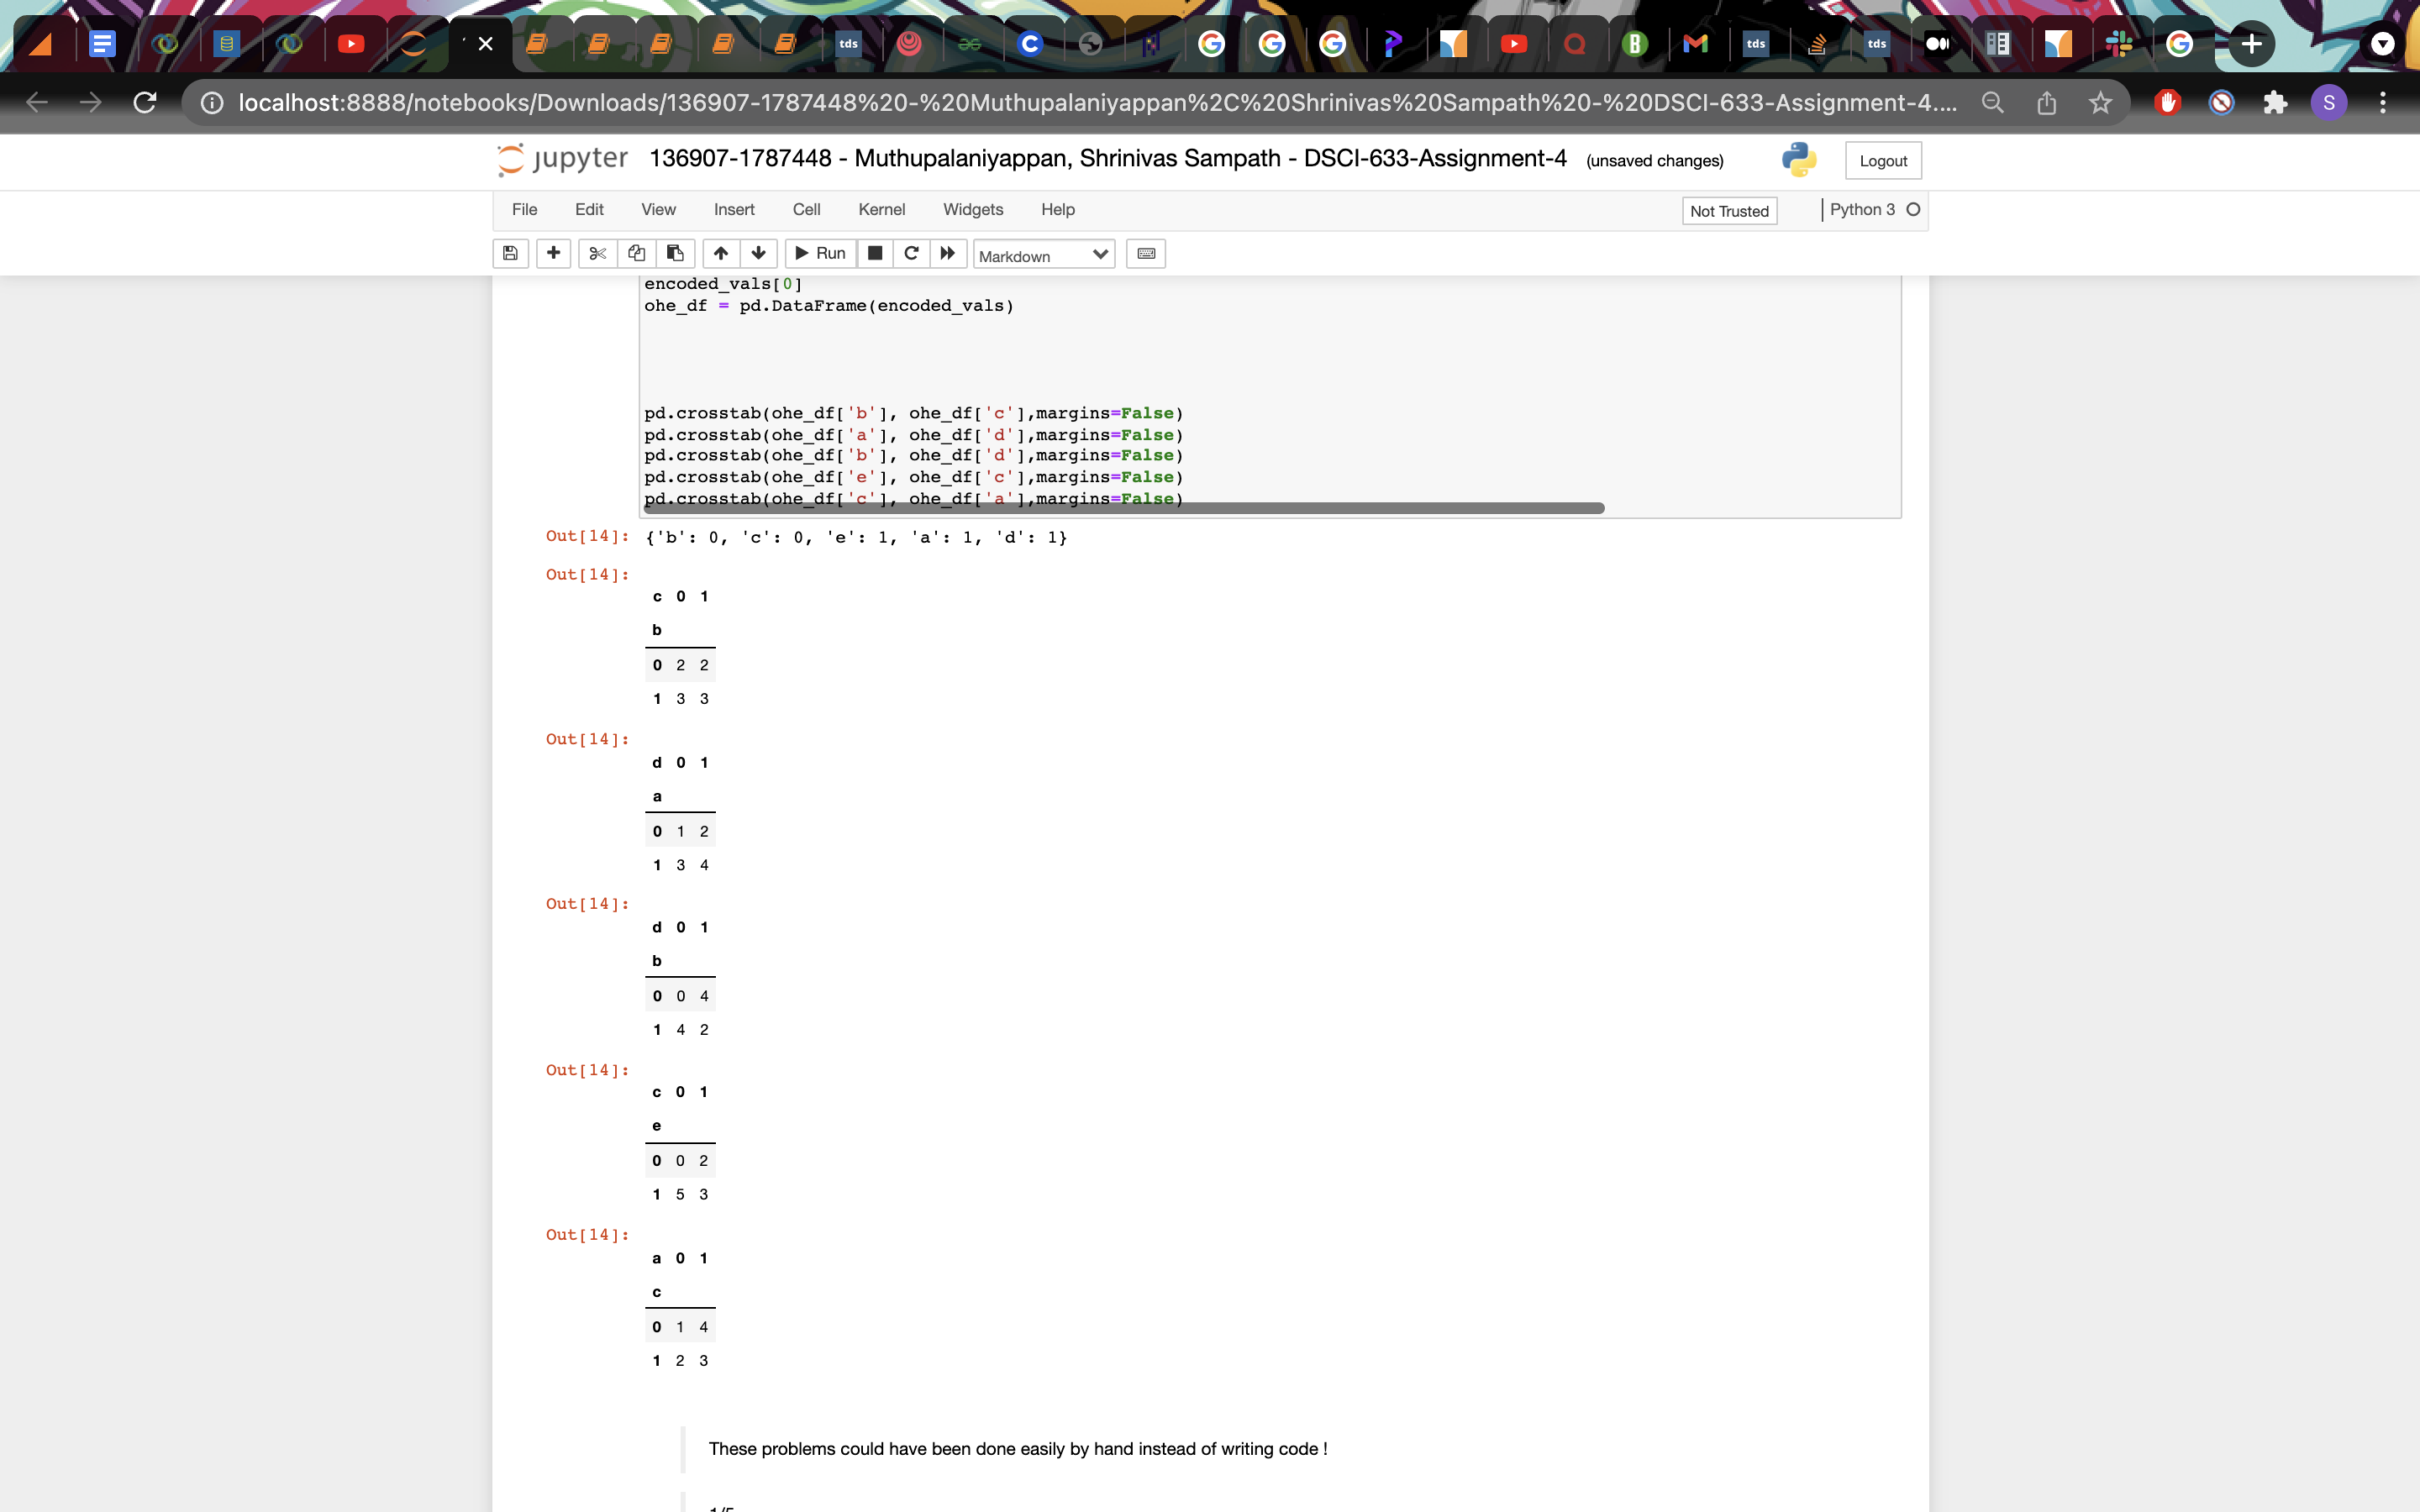 tds
tds
tds
S
localhost:8888/notebooks/Downloads/136907-1787448%20-%20Muthupalaniyappan%2C%20Shrinivas%20Sampath%20-%20DSCI-633-Assignment-4....
jupyter 136907-1787448 - Muthupalaniyappan, Shrinivas Sampath - DSCI-633-Assignment-4 (unsaved changes) Logout
File Edit View Insert Cell Kernel Widgets Help Not Trusted Python 3
Run Markdown
encoded_vals[0]
ohe_df = pd.DataFrame(encoded_vals)
pd.crosstab(ohe_df['b'], ohe_df['c'],margins=False)
pd.crosstab(ohe_df['a'], ohe_df['d'],margins=False)
pd.crosstab(ohe_df['b'], ohe_df['d'],margins=False)
pd.crosstab(ohe_df['e'], ohe_df['c'],margins=False)
pd.crosstab(ohe_df['c'], ohe_df['a'],margins=False)
Out[14]: {'b': 0, 'c': 0, 'e': 1, 'a': 1, 'd': 1}
Out[14]:
c 0 1
b
0 2 2
1 3 3
Out[14]:
d 0 1
a
0 1 2
1 3 4
Out[14]:
d 0 1
b
0 0 4
1 4 2
Out[14]:
c 0 1
e
0 0 2
1 5 3
Out[14]:
a 0 1
c
0 1 4
1 2 3
These problems could have been done easily by hand instead of writing code !